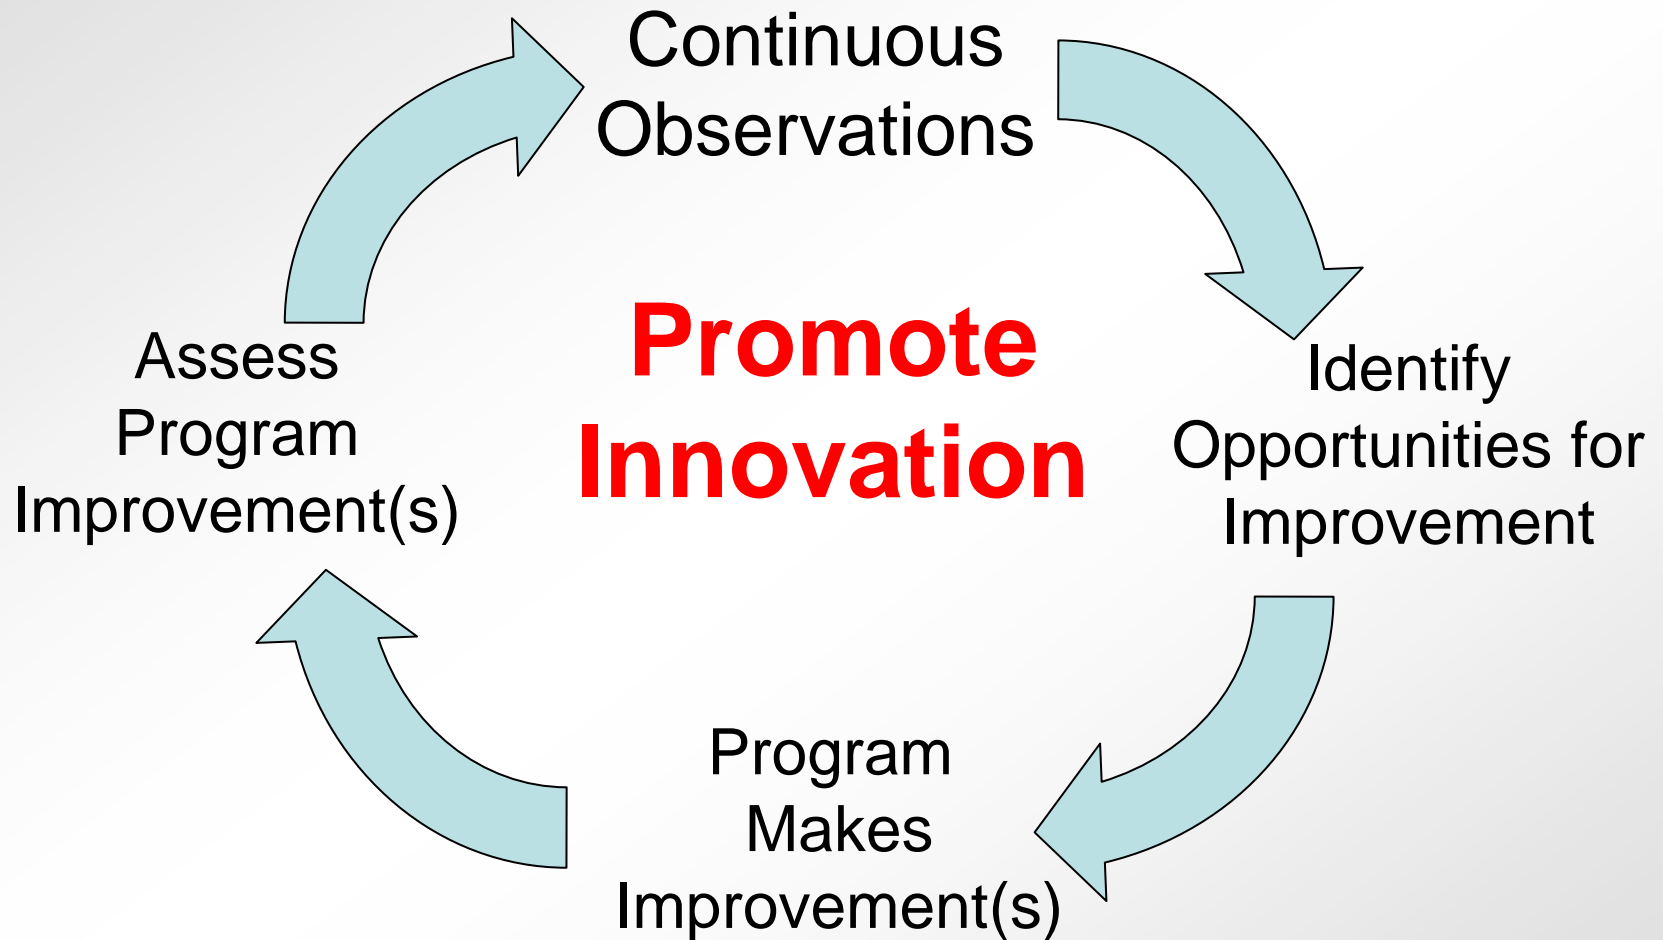 Continuous
Observations
Promote
Innovation
Identify
Opportunities for
Improvement
Program
Makes
Improvement(s)
Assess
Program
Improvement(s)